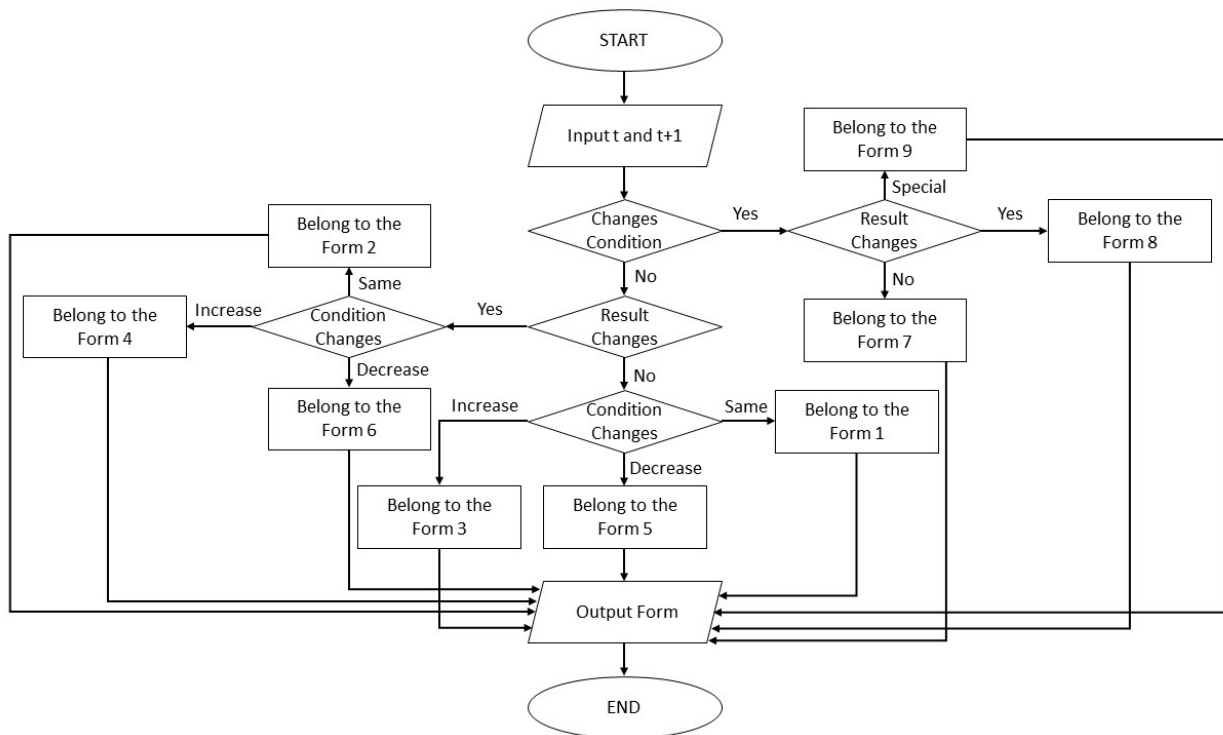 START
Input t and t+1
Belong to the
Form 9
Special
Changes
Condition
Yes
Result
Changes
Yes
Belong to the
Form 8
No
No
Belong to the
Form 7
Belong to the
Form 2
Same
Increase
Condition
Changes
Yes
Result
Changes
Belong to the
Form 4
Decrease
No
Belong to the
Form 6
Increase
Condition
Changes
Same
Belong to the
Form 1
Decrease
Belong to the
Form 3
Belong to the
Form 5
Output Form
END